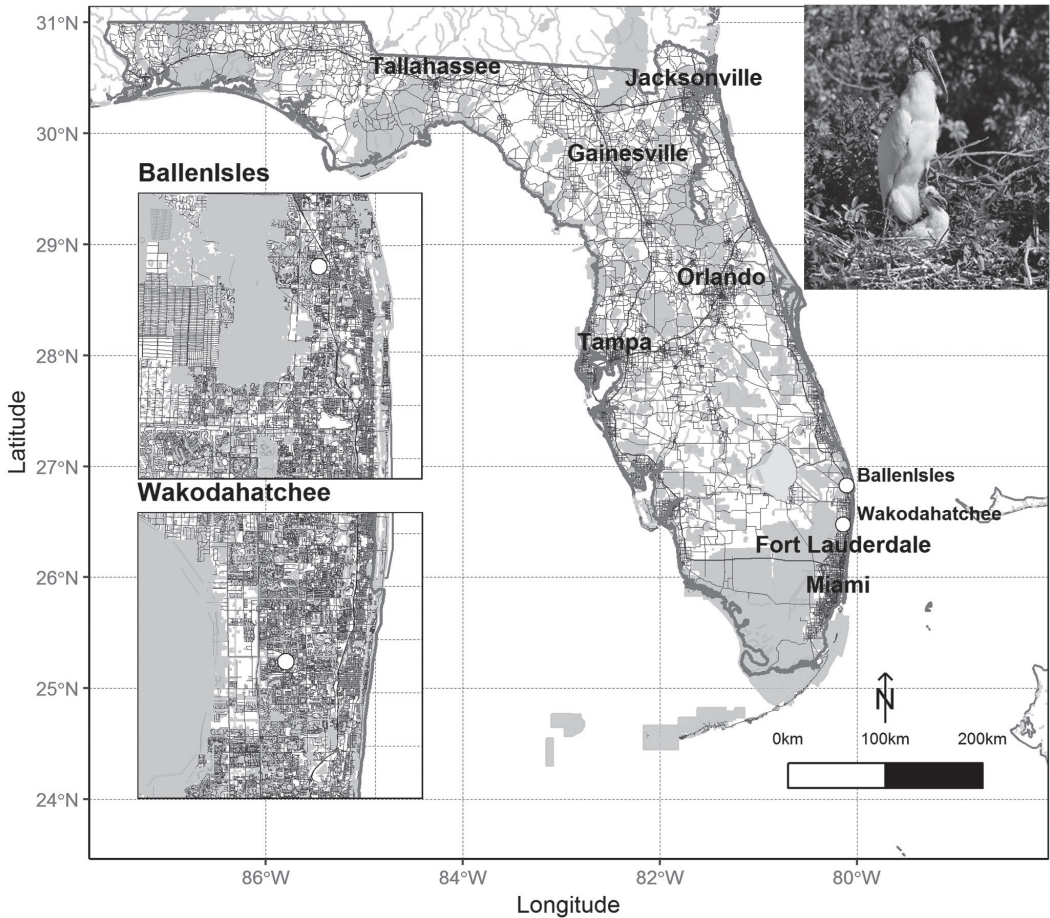 31°N
Tallahassee
Jacksonville
30°N
Gainesville
BallenIsles
29°N
Orlando
28°N
Tampa
Latitude
27°N
BallenIsles
Wakodahatchee
Wakodahatchee
Fort Lauderdale
26°N
Miami
25°N
N
0km 100km 200km
24°N
86°W 84°W 82°W 80°W
Longitude